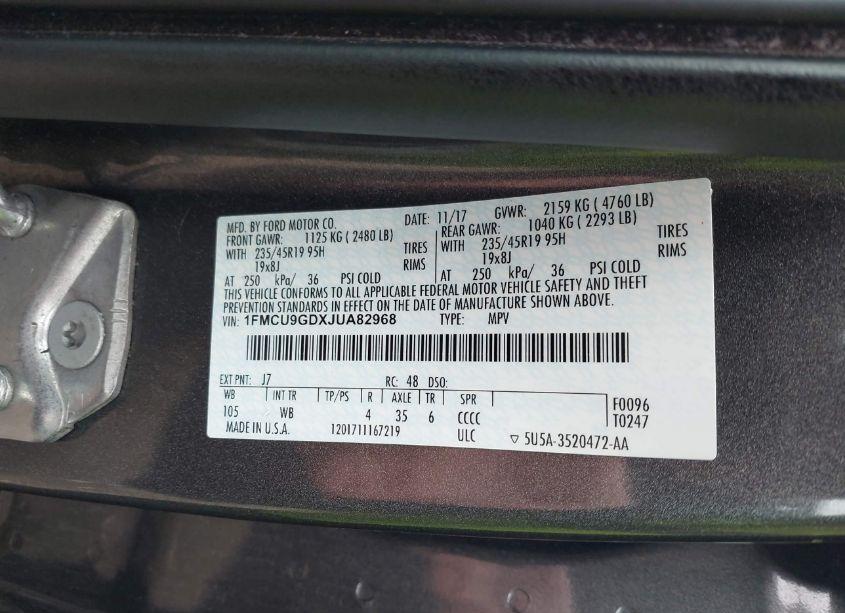 MFD. BY FORD MOTOR CO. DATE: 11/17 GVWR: 2159 KG ( 4760 LB)
FRONT GAWR: 1125 KG ( 2480 LB) REAR GAWR: 1040 KG ( 2293 LB)
WITH 235/45R19 95H TIRES WITH 235/45R19 95H TIRES
19x8J RIMS 19x8J RIMS
AT 250 kPa/ 36 PSI COLD AT 250 kPa/ 36 PSI COLD
THIS VEHICLE CONFORMS TO ALL APPLICABLE FEDERAL MOTOR VEHICLE SAFETY AND THEFT
PREVENTION STANDARDS IN EFFECT ON THE DATE OF MANUFACTURE SHOWN ABOVE.
VIN: 1FMCU9GDXJUA82968 TYPE: MPV
EXT PNT: J7 RC: 48 DSO:
WB INT TR TP/PS R AXLE TR SPR F0096
105 WB 4 35 6 CCCC T0247
MADE IN U.S.A. 1201711167219 ULC ▽ 5U5A-3520472-AA